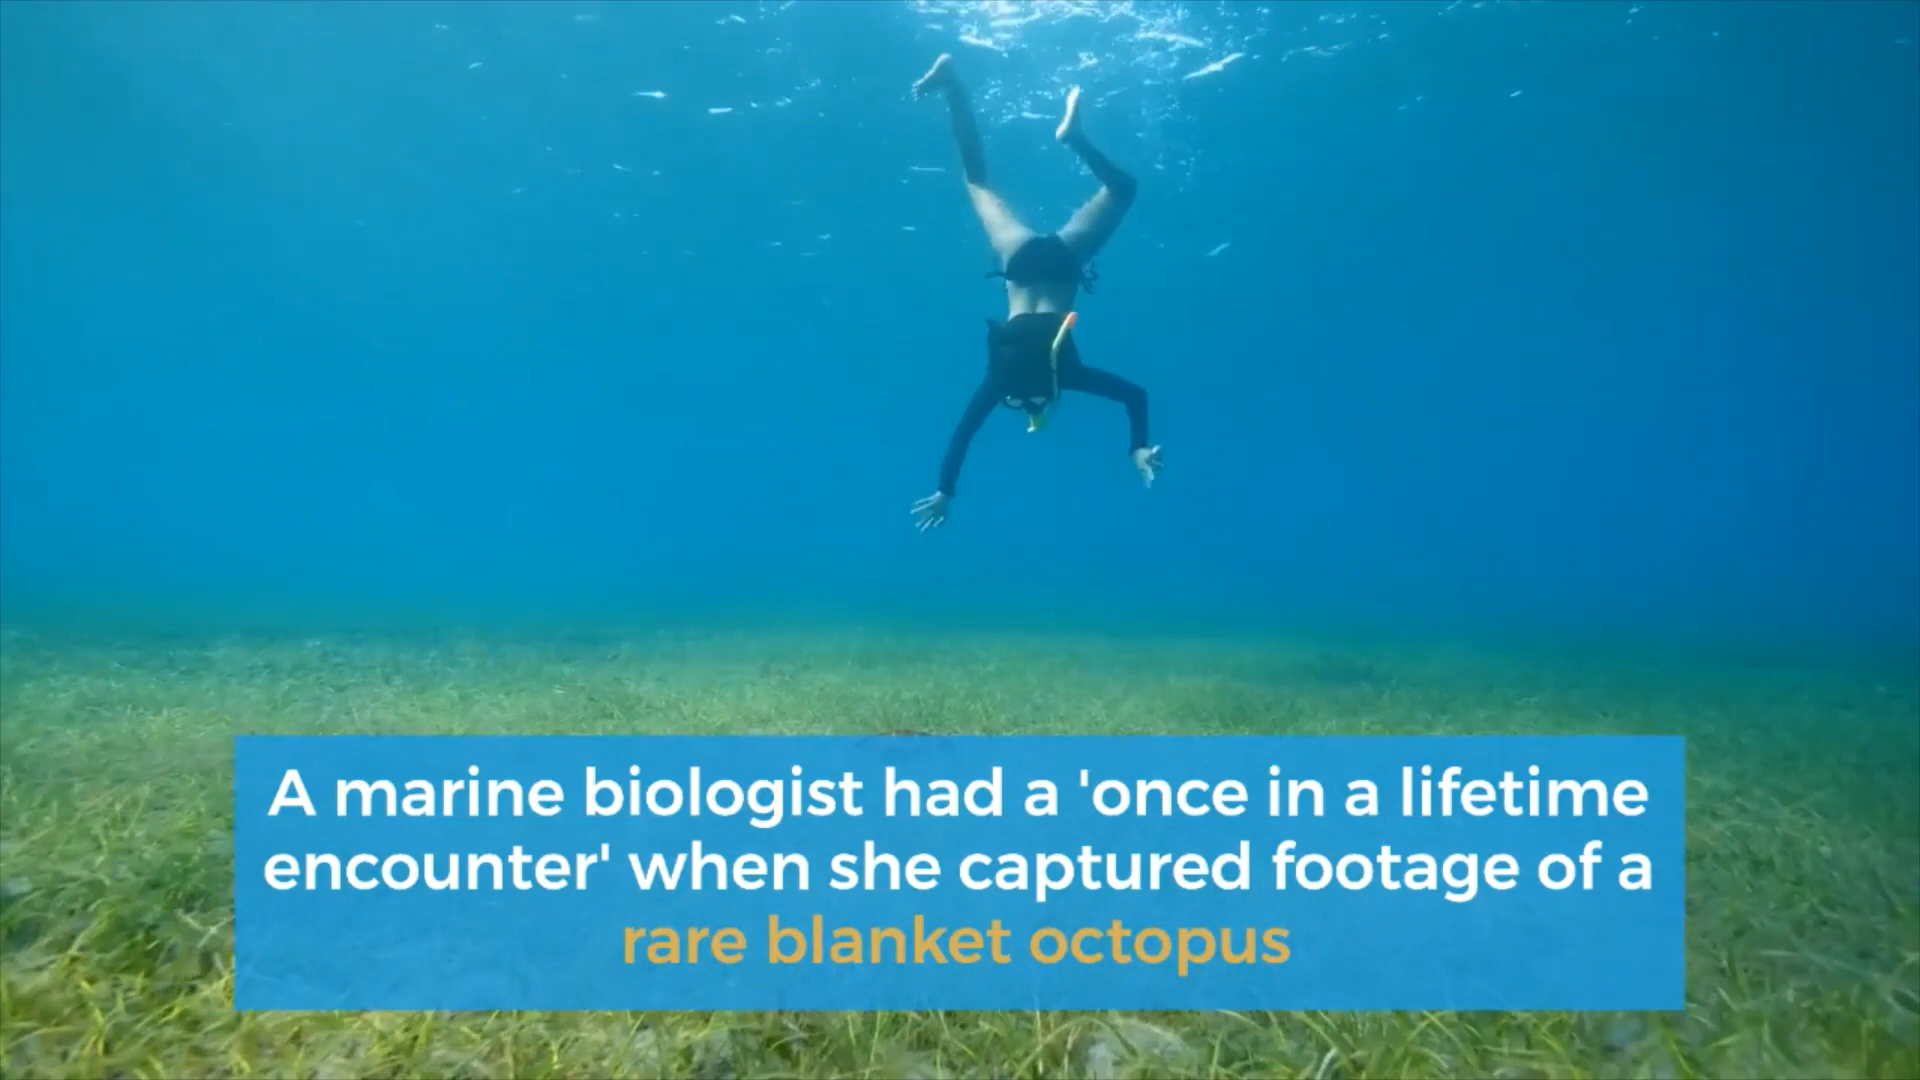 A marine biologist had a 'once in a lifetime
encounter' when she captured footage of a
rare blanket octopus